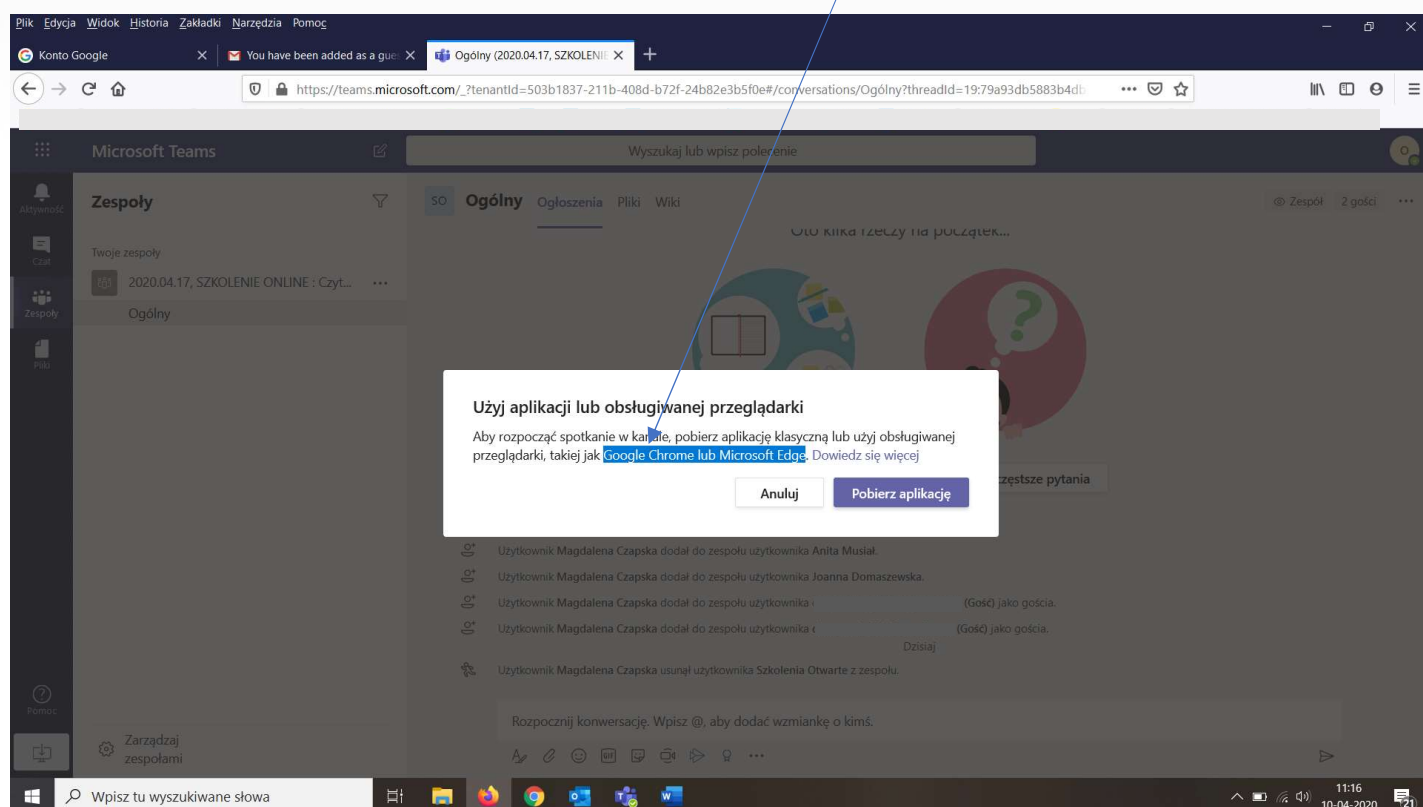 Plik Edycja Widok Historia Zakładki Narzędzia Pomoc
Konto Google
You have been added as a gues
Ogólny (2020.04.17, SZKOLENIE
https://teams.microsoft.com/_?tenantId=503b1837-211b-408d-b72f-24b82e3b5f0e#/conversations/Ogólny?threadId=19:79a93db5883b4db
Microsoft Teams
Wyszukaj lub wpisz polecenie
O
Aktywność
Czat
Zespoły
Pliki
Pomoc
Zespoły
Twoje zespoły
2020.04.17, SZKOLENIE ONLINE : Czyt...
Ogólny
Zarządzaj
zespołami
SO Ogólny Ogłoszenia Pliki Wiki
Zespół 2 gości
Oto kilka rzeczy na początek...
Użyj aplikacji lub obsługiwanej przeglądarki
Aby rozpocząć spotkanie w kanale, pobierz aplikację klasyczną lub użyj obsługiwanej
przeglądarki, takiej jak Google Chrome lub Microsoft Edge. Dowiedz się więcej
Anuluj Pobierz aplikację
częstsze pytania
Użytkownik Magdalena Czapska dodał do zespołu użytkownika Anita Musiał.
Użytkownik Magdalena Czapska dodał do zespołu użytkownika Joanna Domaszewska.
Użytkownik Magdalena Czapska dodał do zespołu użytkownika (Gość) jako gościa.
Użytkownik Magdalena Czapska dodał do zespołu użytkownika (Gość) jako gościa.
Dzisiaj
Użytkownik Magdalena Czapska usunął użytkownika Szkolenia Otwarte z zespołu.
Rozpocznij konwersację. Wpisz @, aby dodać wzmiankę o kimś.
GIF
Wpisz tu wyszukiwane słowa
11:16
10-04-2020
21